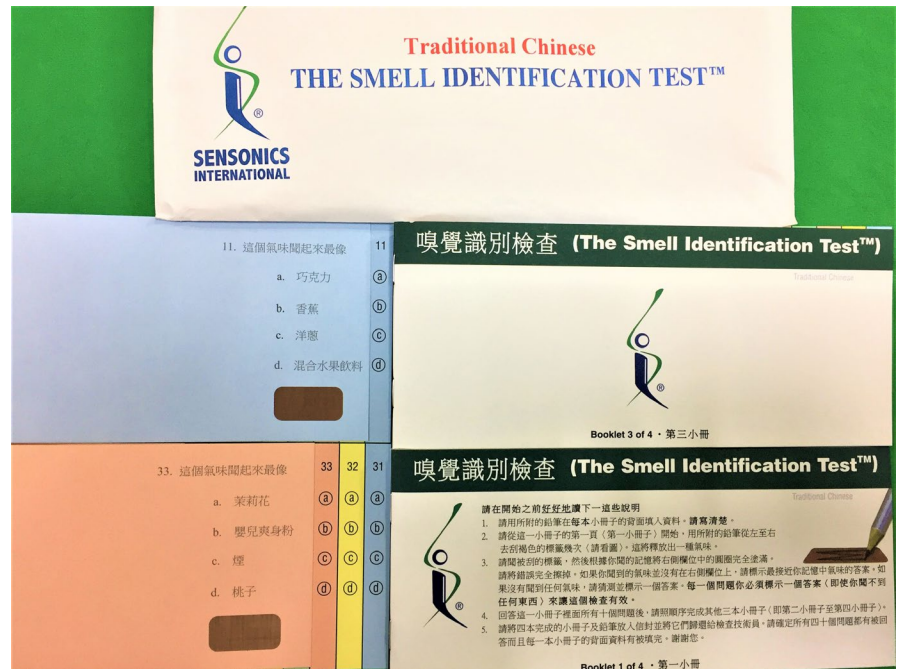 Traditional Chinese
THE SMELL IDENTIFICATION TEST™
®
SENSONICS
INTERNATIONAL
11. 這個氣味聞起來最像 11
a. 巧克力 ⓐ
b. 香蕉 ⓑ
c. 洋蔥 ⓒ
d. 混合水果飲料 ⓓ
嗅覺識別檢查 (The Smell Identification Test™)
Traditional Chinese
®
Booklet 3 of 4・第三小冊
33. 這個氣味聞起來最像 33 32 31
a. 茉莉花 ⓐ ⓐ ⓐ
b. 嬰兒爽身粉 ⓑ ⓑ ⓑ
c. 煙 ⓒ ⓒ ⓒ
d. 桃子 ⓓ ⓓ ⓓ
嗅覺識別檢查 (The Smell Identification Test™)
Traditional Chinese
®
請在開始之前好好地讀下一這些說明
1. 請用所附的鉛筆在每本小冊子的背面填入資料。請寫清楚。
2. 請從這一小冊子的第一頁(第一小冊子)開始,用所附的鉛筆從左至右
去刮褐色的標籤幾次(請看圖)。這將釋放出一種氣味。
3. 請聞被刮的標籤,然後根據你聞的記憶將右側欄位中的圓圈完全塗滿。
請將錯誤完全擦掉。如果你聞到的氣味並沒有在右側欄位上,請標示最接近你記憶中氣味的答案。如
果沒有聞到任何氣味,請猜測並標示一個答案。每一個問題你必須標示一個答案(即使你聞不到
任何東西)來讓這個檢查有效。
4. 回答這一小冊子裡面所有十個問題後,請照順序完成其他三本小冊子(即第二小冊子至第四小冊子)。
5. 請將四本完成的小冊子及鉛筆放入信封並將它們歸還給檢查技術員。請確定所有四十個問題都有被回
答而且每一本小冊子的背面資料有被填完。謝謝您。
Booklet 1 of 4・第一小冊